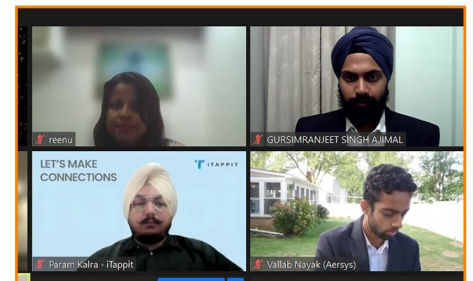 reenu
GURSIMRANJEET SINGH AJIMAL
LET'S MAKE
CONNECTIONS
ITAPPIT
Param Kalra - iTappit
Vallab Nayak (Aersys)